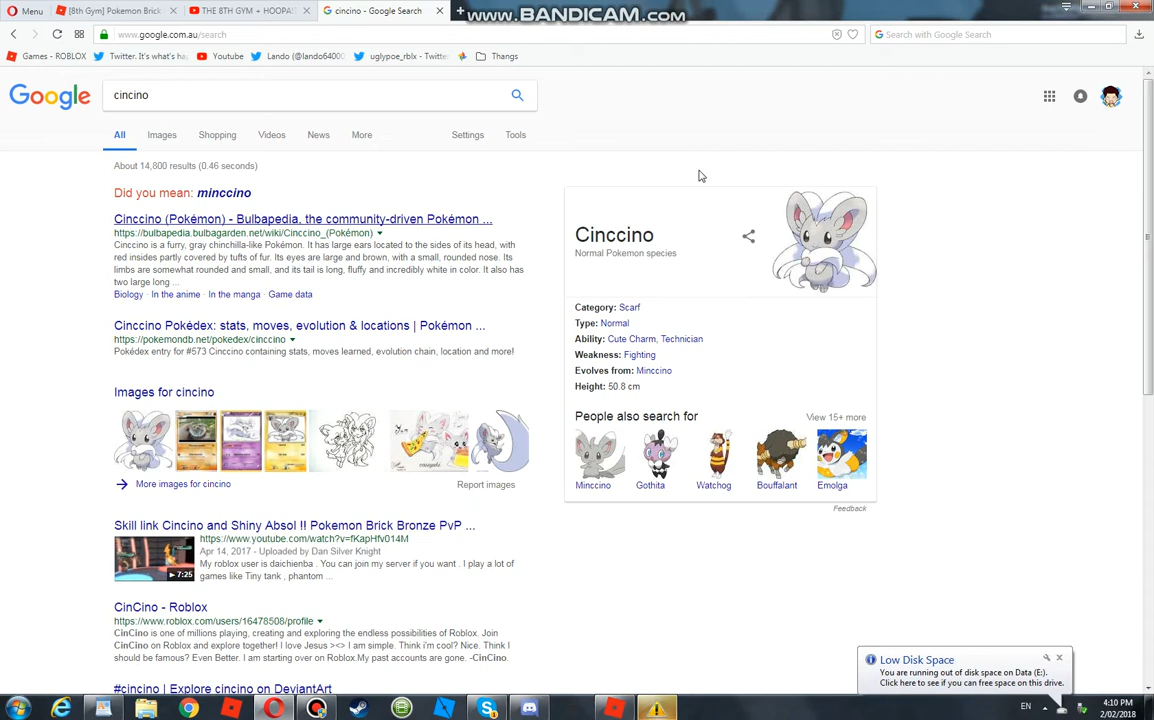 Menu
[8th Gym] Pokemon Brick
THE 8TH GYM + HOOPA!
cincino - Google Search
www.BANDICAM.com
www.google.com.au/search
Search with Google
Games - ROBLOX
Twitter. It's what's ha
Youtube
Lando (@lando64000
uglypoe_rblx - Twitte
Thangs
Google
cincino
All
Images
Shopping
Videos
News
More
Settings
Tools
About 14,800 results (0.46 seconds)
Did you mean: minccino
Cinccino (Pokémon) - Bulbapedia, the community-driven Pokémon ...
https://bulbapedia.bulbagarden.net/wiki/Cinccino_(Pokémon)
Cinccino is a furry, gray chinchilla-like Pokémon. It has large ears located to the sides of its head, with
red insides partly covered by tufts of fur. Its eyes are large and brown, with a small, rounded nose. Its
limbs are somewhat rounded and small, and its tail is long, fluffy and incredibly white in color. It also has
two large long ...
Biology · In the anime · In the manga · Game data
Cinccino Pokédex: stats, moves, evolution & locations | Pokémon ...
https://pokemondb.net/pokedex/cinccino
Pokédex entry for #573 Cinccino containing stats, moves learned, evolution chain, location and more!
Images for cincino
More images for cincino
Report images
Skill link Cincino and Shiny Absol !! Pokemon Brick Bronze PvP ...
https://www.youtube.com/watch?v=fKapHfv014M
Apr 14, 2017 - Uploaded by Dan Silver Knight
My roblox user is daichienba . You can join my server if you want . I play a lot of
games like Tiny tank , phantom ...
7:25
CinCino - Roblox
https://www.roblox.com/users/16478508/profile
CinCino is one of millions playing, creating and exploring the endless possibilities of Roblox. Join
CinCino on Roblox and explore together! I love Jesus ><> I am simple. Think i'm cool? Nice. Think I
should be famous? Even Better. I am starting over on Roblox.My past accounts are gone. -CinCino.
#cincino | Explore cincino on DeviantArt
Cinccino
Normal Pokemon species
Category: Scarf
Type: Normal
Ability: Cute Charm, Technician
Weakness: Fighting
Evolves from: Minccino
Height: 50.8 cm
People also search for
View 15+ more
Minccino
Gothita
Watchog
Bouffalant
Emolga
Feedback
Low Disk Space
You are running out of disk space on Data (E:).
Click here to see if you can free space on this drive.
EN
4:10 PM
2/02/2018